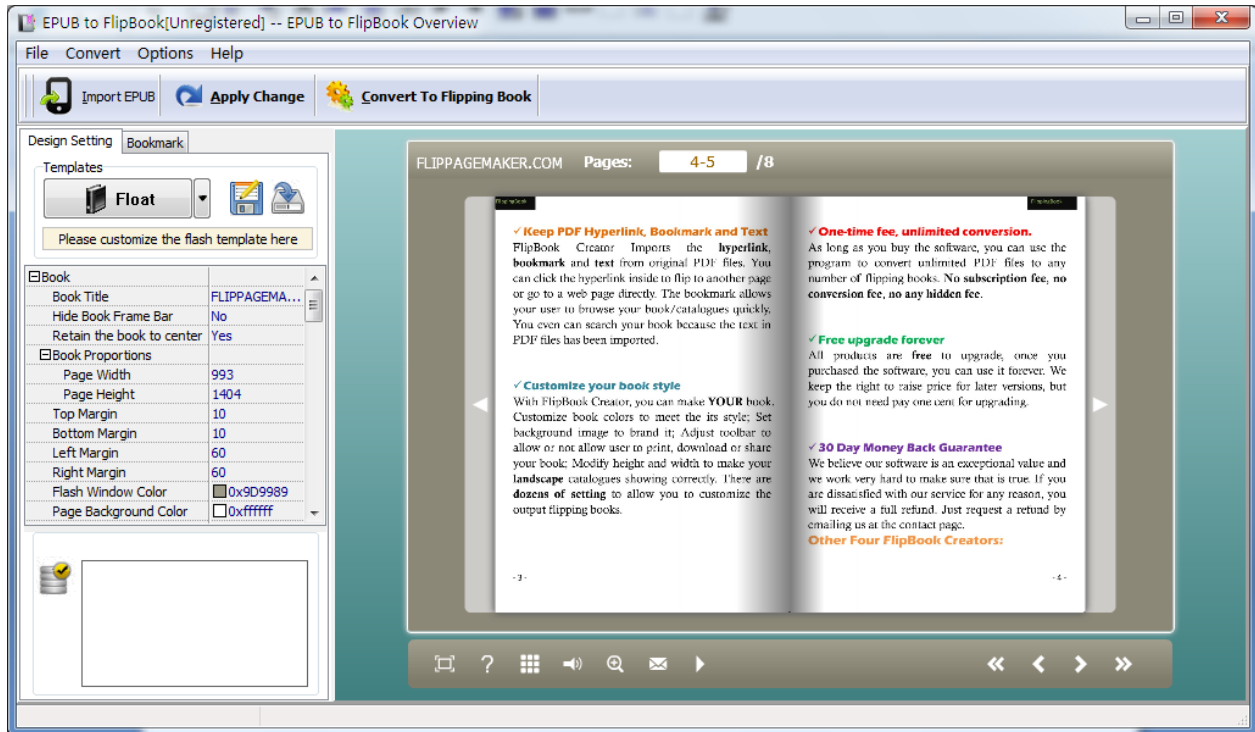 EPUB to FlipBook[Unregistered] -- EPUB to FlipBook Overview
File Convert Options Help
Import EPUB Apply Change Convert To Flipping Book
Design Setting Bookmark
Templates
Float
Please customize the flash template here
Book
Book Title FLIPPAGEMA...
Hide Book Frame Bar No
Retain the book to center Yes
Book Proportions
Page Width 993
Page Height 1404
Top Margin 10
Bottom Margin 10
Left Margin 60
Right Margin 60
Flash Window Color 0x9D9989
Page Background Color 0xffffff
FLIPPAGEMAKER.COM Pages: 4-5 /8
FlippingBook
✓Keep PDF Hyperlink, Bookmark and Text
FlipBook Creator Imports the hyperlink,
bookmark and text from original PDF files. You
can click the hyperlink inside to flip to another page
or go to a web page directly. The bookmark allows
your user to browse your book/catalogues quickly.
You even can search your book because the text in
PDF files has been imported.
✓Customize your book style
With FlipBook Creator, you can make YOUR book.
Customize book colors to meet the its style; Set
background image to brand it; Adjust toolbar to
allow or not allow user to print, download or share
your book; Modify height and width to make your
landscape catalogues showing correctly. There are
dozens of setting to allow you to customize the
output flipping books.
- 3 -
FlippingBook
✓One-time fee, unlimited conversion.
As long as you buy the software, you can use the
program to convert unlimited PDF files to any
number of flipping books. No subscription fee, no
conversion fee, no any hidden fee.
✓Free upgrade forever
All products are free to upgrade, once you
purchased the software, you can use it forever. We
keep the right to raise price for later versions, but
you do not need pay one cent for upgrading.
✓30 Day Money Back Guarantee
We believe our software is an exceptional value and
we work very hard to make sure that is true. If you
are dissatisfied with our service for any reason, you
will receive a full refund. Just request a refund by
emailing us at the contact page.
Other Four FlipBook Creators:
- 4 -